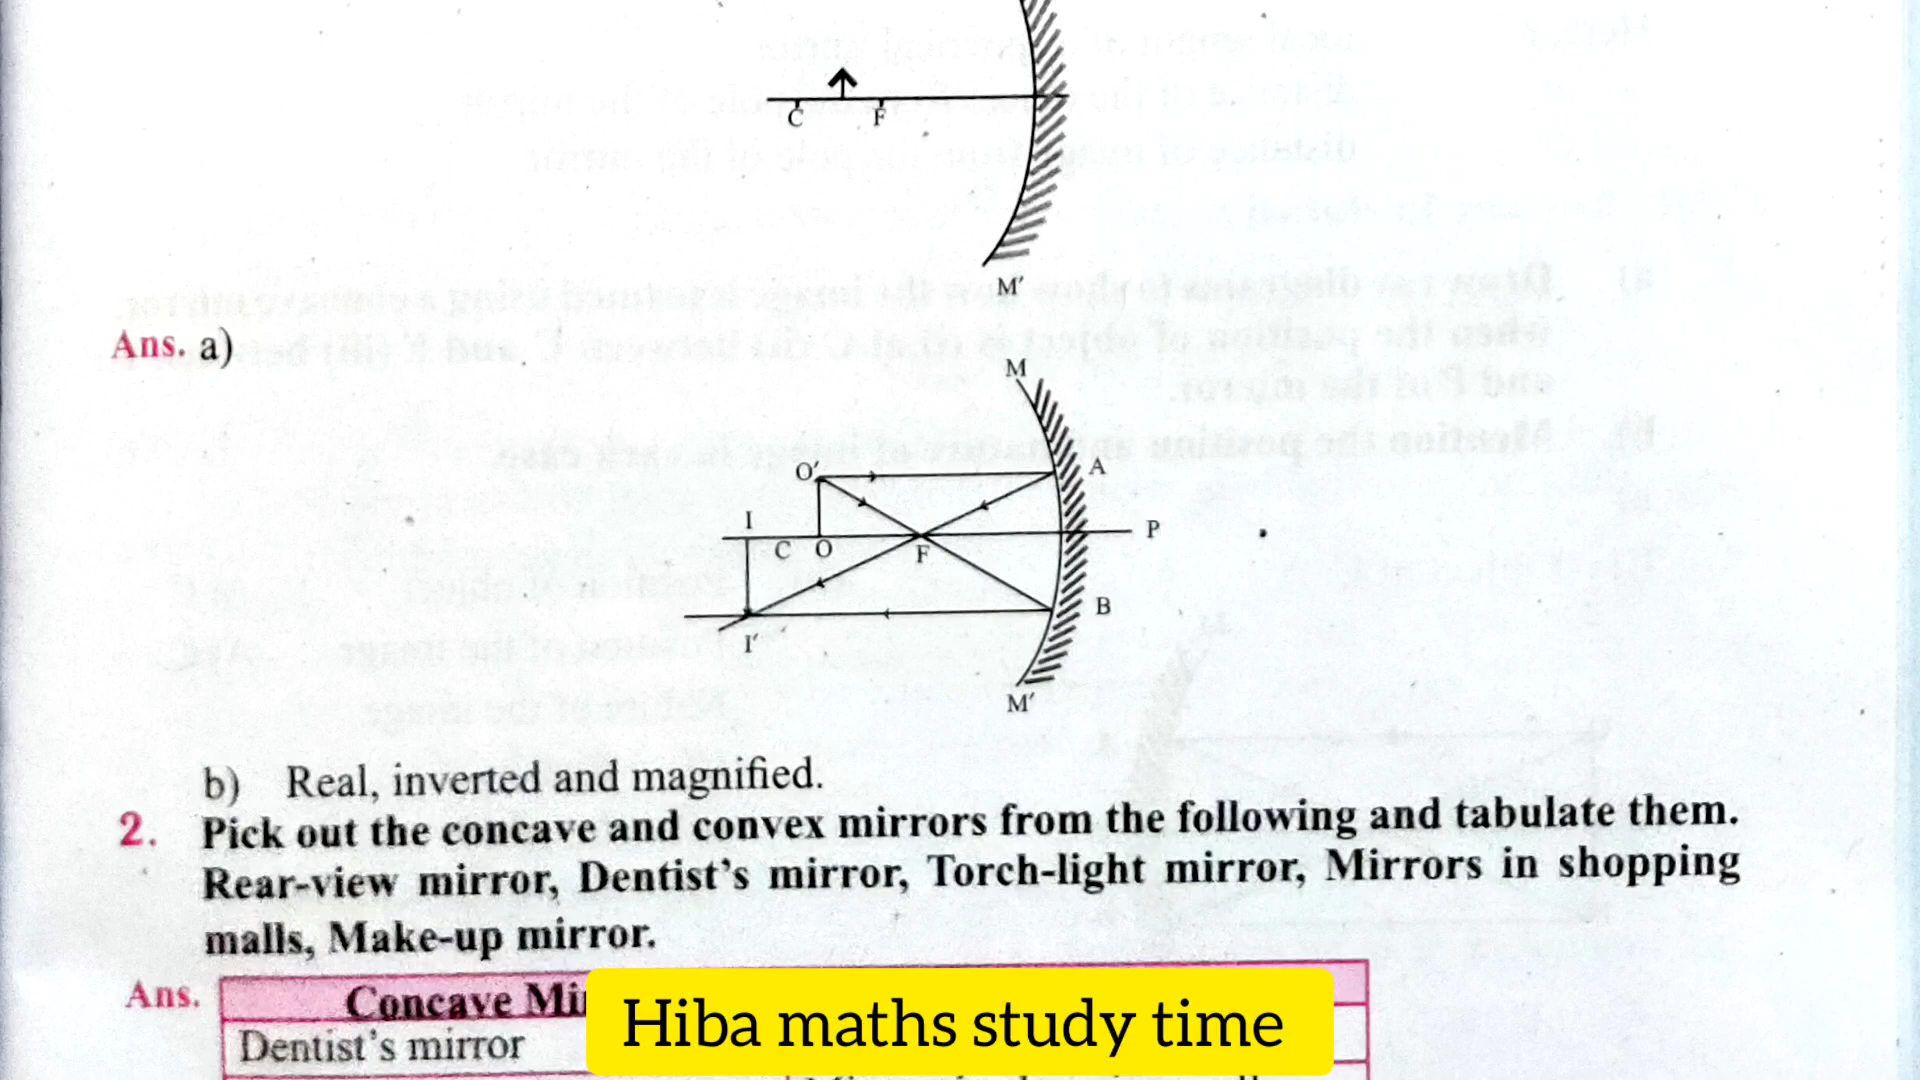 C F
M′
Ans. a)
M
O′ A
I
C O F P
B
I′
M′
b) Real, inverted and magnified.
2. Pick out the concave and convex mirrors from the following and tabulate them.
Rear-view mirror, Dentist's mirror, Torch-light mirror, Mirrors in shopping
malls, Make-up mirror.
Ans. Concave
Dentist's mirror
Hiba maths study time